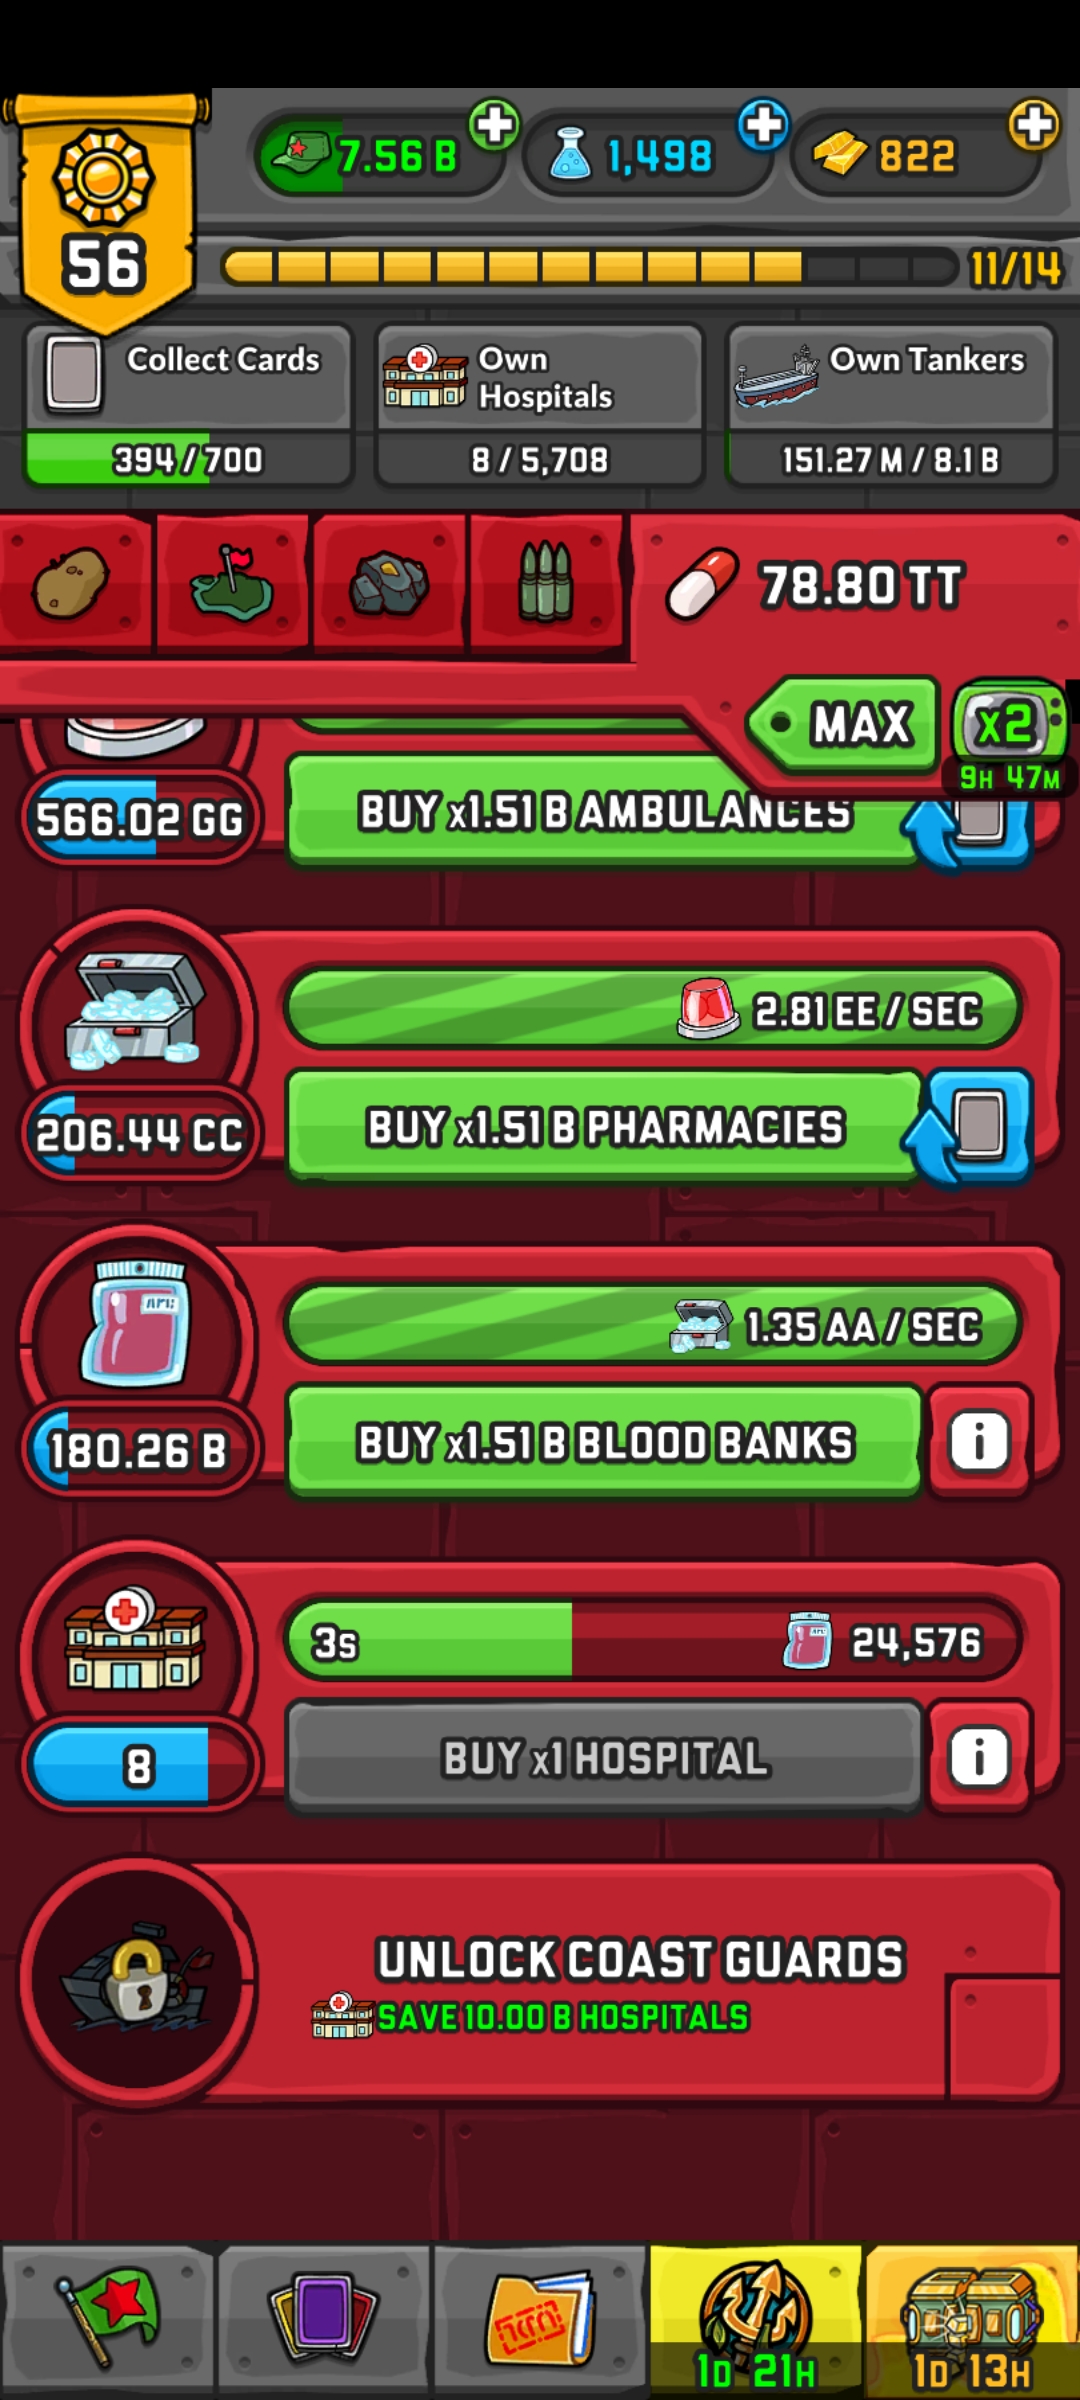 7.56 B
1,498
822
56
11/14
Collect Cards
394 / 700
Own
Hospitals
8 / 5,708
Own Tankers
151.27 M / 8.1 B
78.80 TT
MAX
x2
9H 47M
566.02 GG
BUY x1.51 B AMBULANCES
2.81 EE / SEC
206.44 CC
BUY x1.51 B PHARMACIES
1.35 AA / SEC
180.26 B
BUY x1.51 B BLOOD BANKS
3s
24,576
8
BUY x1 HOSPITAL
UNLOCK COAST GUARDS
SAVE 10.00 B HOSPITALS
1D 21H
1D 13H